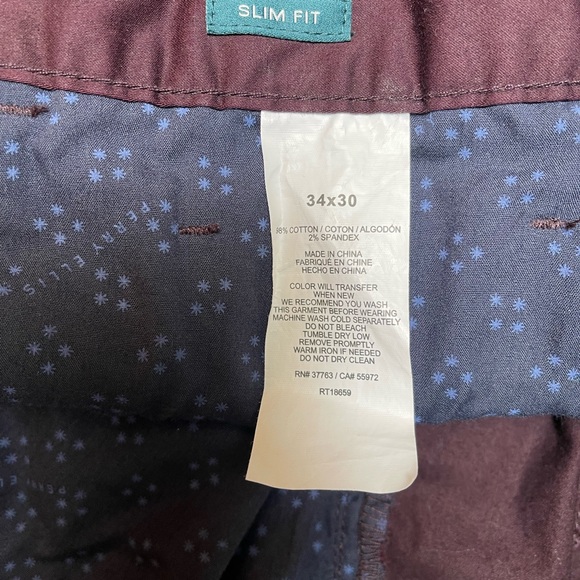 SLIM FIT
34x30
98% COTTON / COTON / ALGODÓN
2% SPANDEX
MADE IN CHINA
FABRIQUÉ EN CHINE
HECHO EN CHINA
COLOR WILL TRANSFER
WHEN NEW
WE RECOMMEND YOU WASH
THIS GARMENT BEFORE WEARING
MACHINE WASH COLD SEPARATELY
DO NOT BLEACH
TUMBLE DRY LOW
REMOVE PROMPTLY
WARM IRON IF NEEDED
DO NOT DRY CLEAN
RN# 37763 / CA# 55972
RT18659
PERRY ELLIS